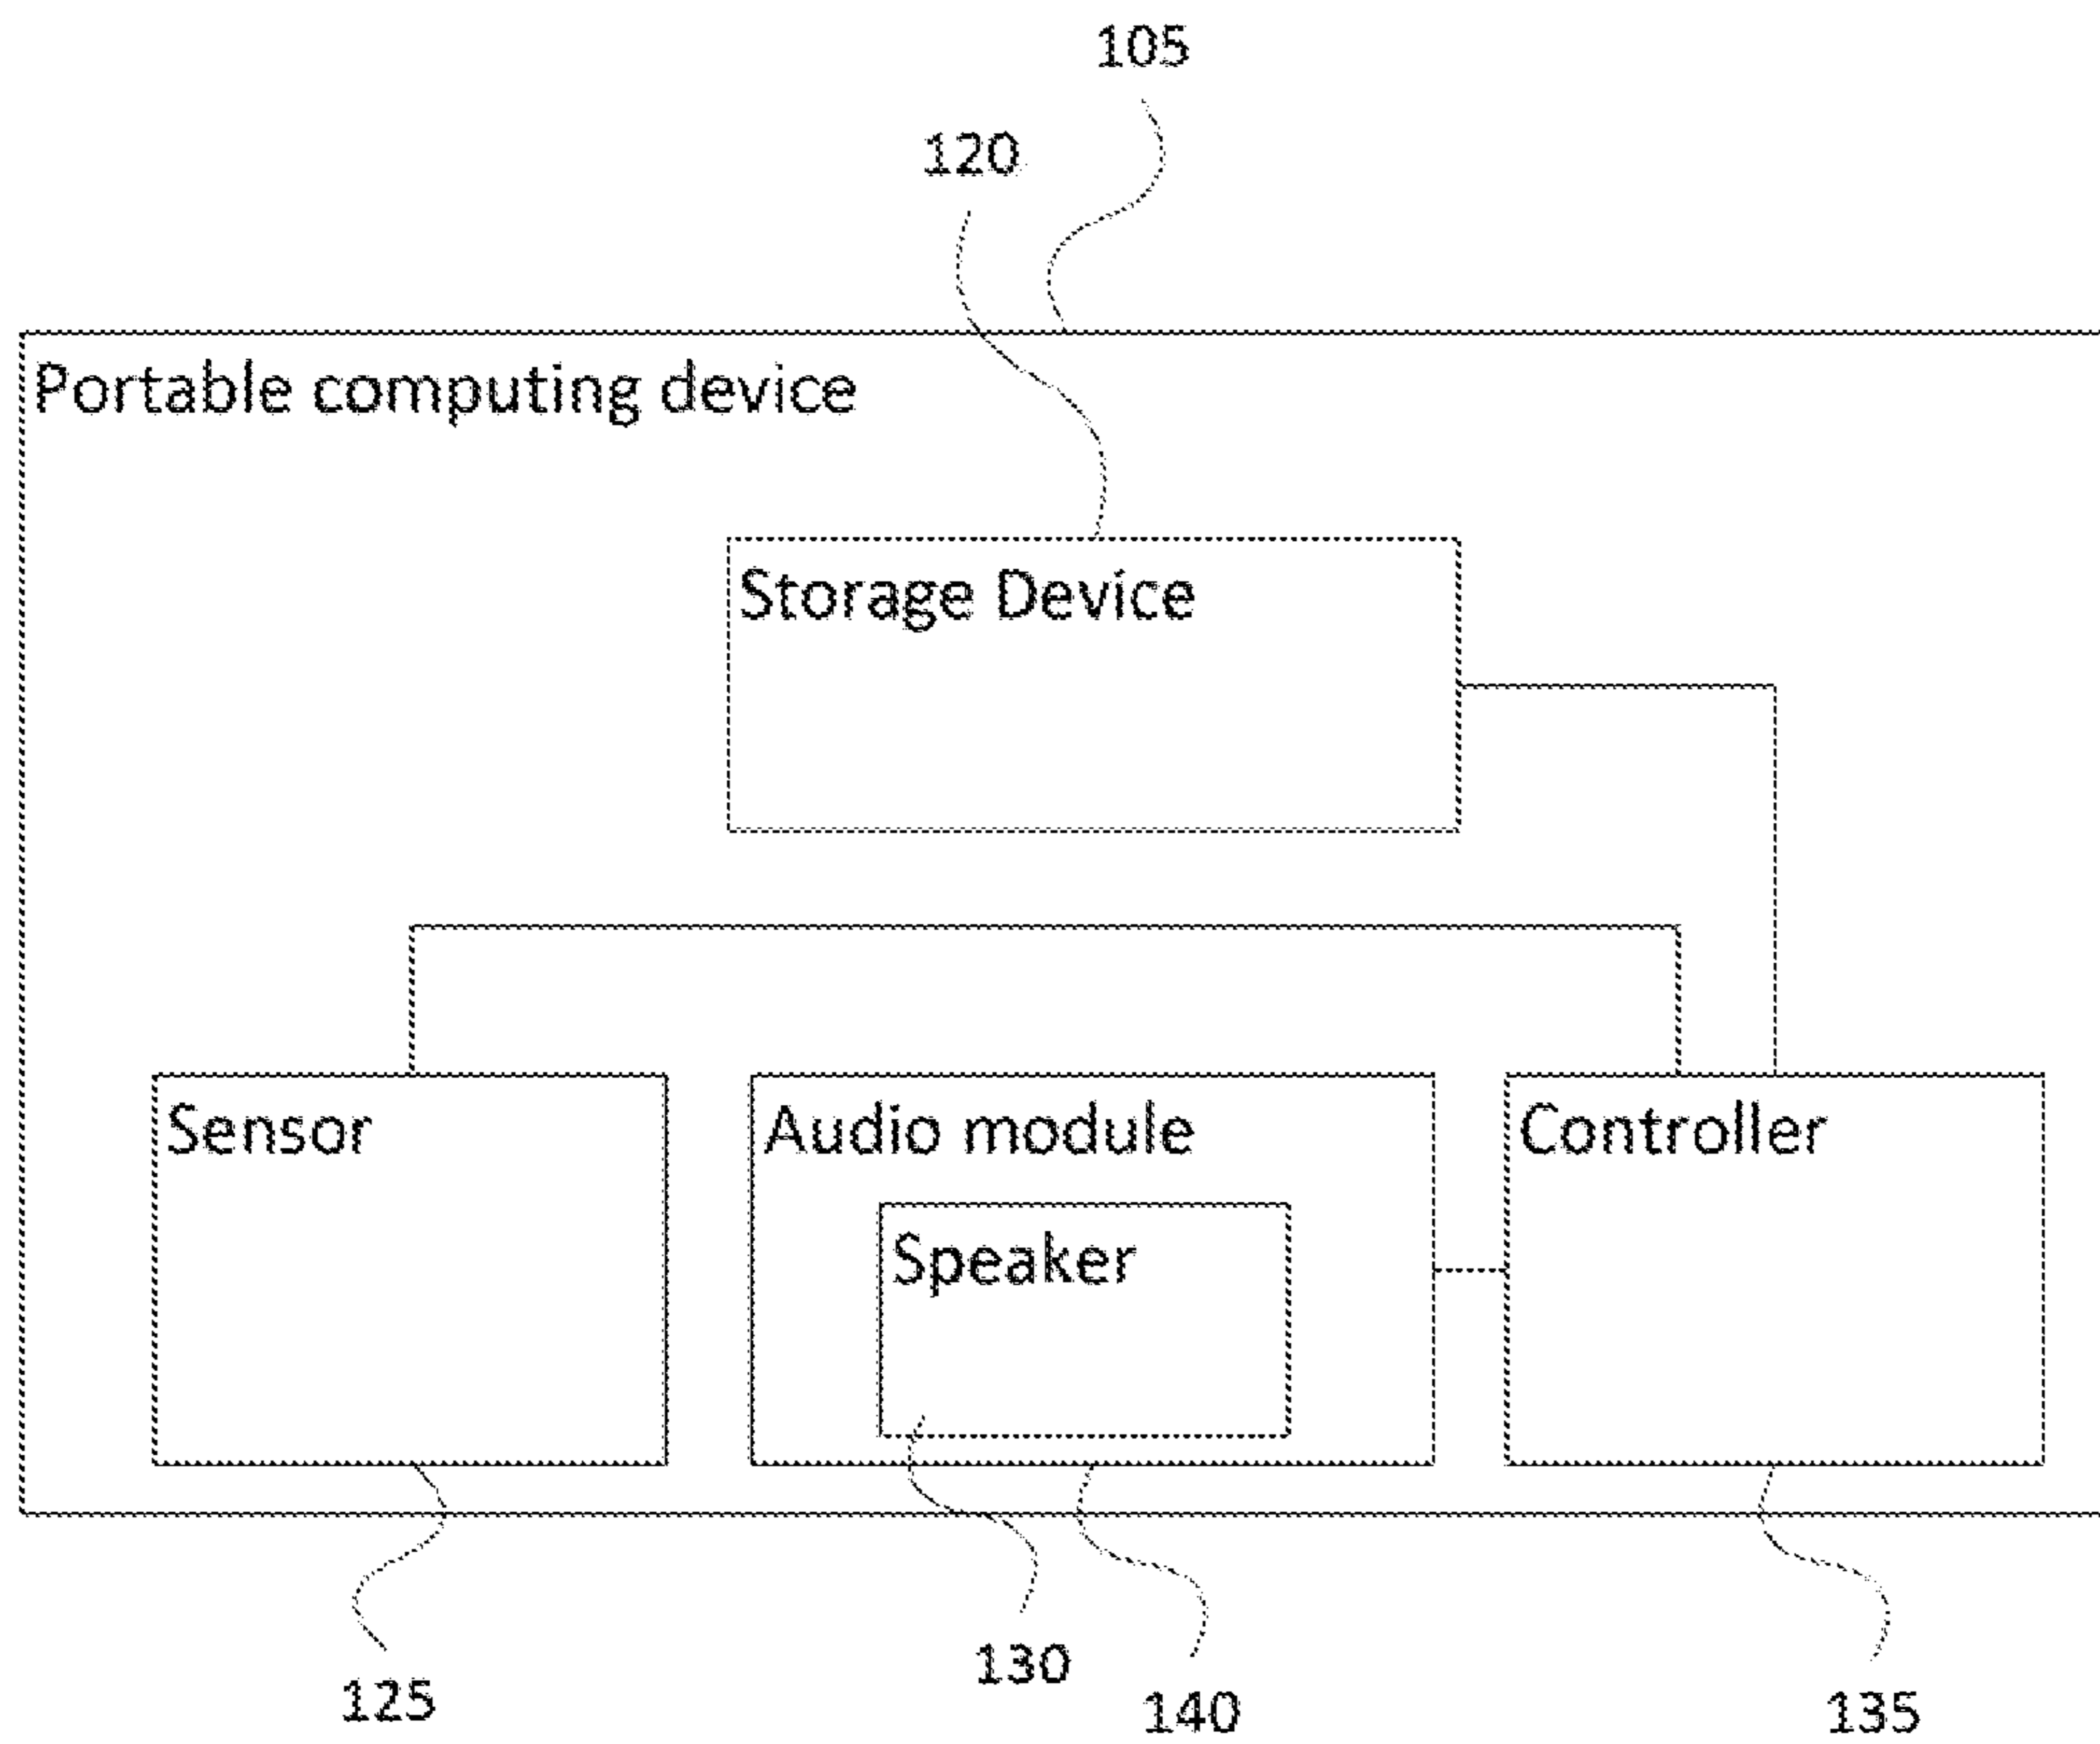 105
120
Portable computing device
Storage Device
Sensor
Audio module
Controller
Speaker
130
125
140
135